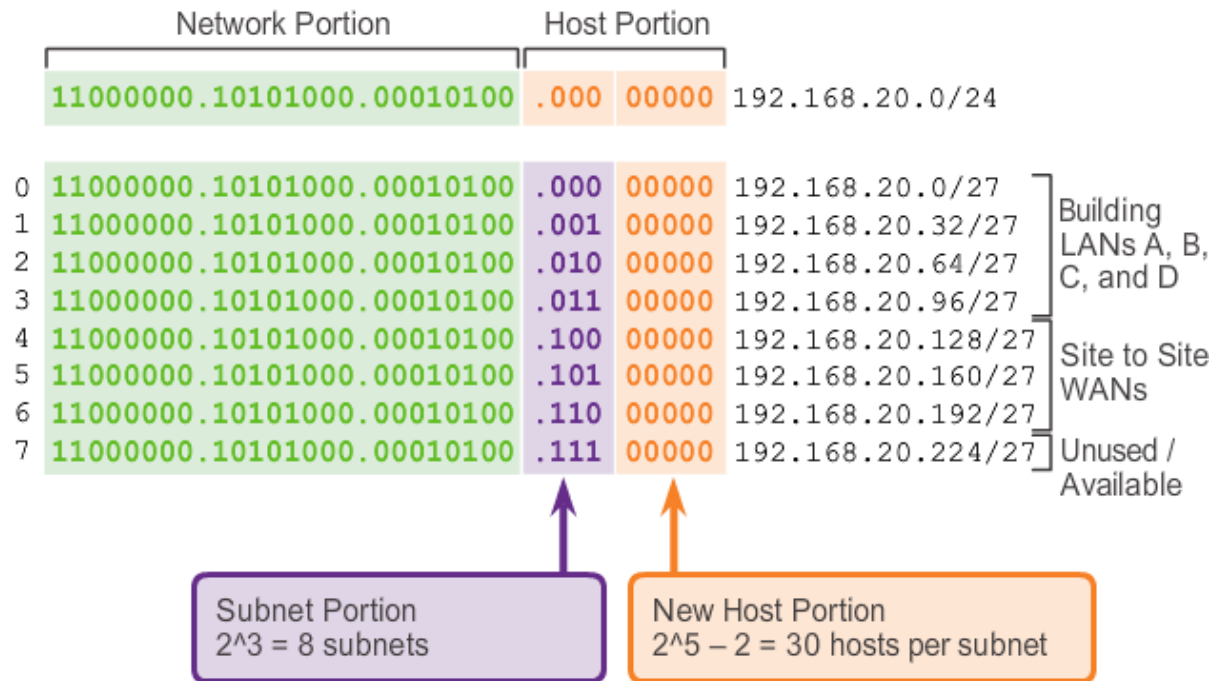 Network Portion Host Portion
11000000.10101000.00010100 .000 00000 192.168.20.0/24
0 11000000.10101000.00010100 .000 00000 192.168.20.0/27
1 11000000.10101000.00010100 .001 00000 192.168.20.32/27
2 11000000.10101000.00010100 .010 00000 192.168.20.64/27
3 11000000.10101000.00010100 .011 00000 192.168.20.96/27
Building
LANs A, B,
C, and D
4 11000000.10101000.00010100 .100 00000 192.168.20.128/27
5 11000000.10101000.00010100 .101 00000 192.168.20.160/27
6 11000000.10101000.00010100 .110 00000 192.168.20.192/27
Site to Site
WANs
7 11000000.10101000.00010100 .111 00000 192.168.20.224/27
Unused /
Available
Subnet Portion
2^3 = 8 subnets
New Host Portion
2^5 – 2 = 30 hosts per subnet